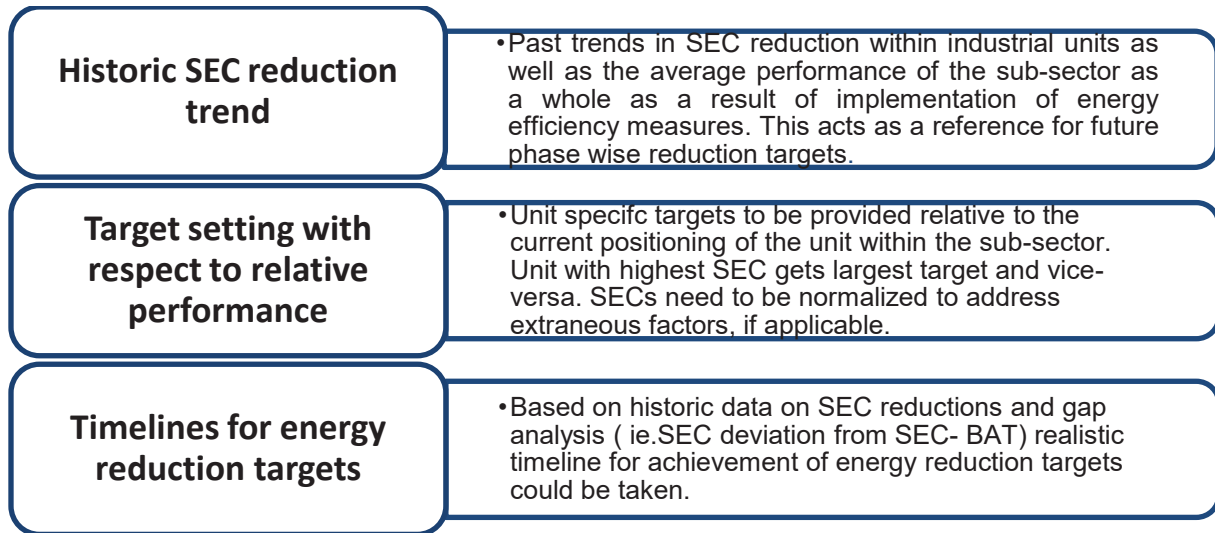 Historic SEC reduction
trend
•Past trends in SEC reduction within industrial units as
well as the average performance of the sub-sector as
a whole as a result of implementation of energy
efficiency measures. This acts as a reference for future
phase wise reduction targets.
Target setting with
respect to relative
performance
•Unit specifc targets to be provided relative to the
current positioning of the unit within the sub-sector.
Unit with highest SEC gets largest target and vice-
versa. SECs need to be normalized to address
extraneous factors, if applicable.
Timelines for energy
reduction targets
•Based on historic data on SEC reductions and gap
analysis ( ie.SEC deviation from SEC- BAT) realistic
timeline for achievement of energy reduction targets
could be taken.